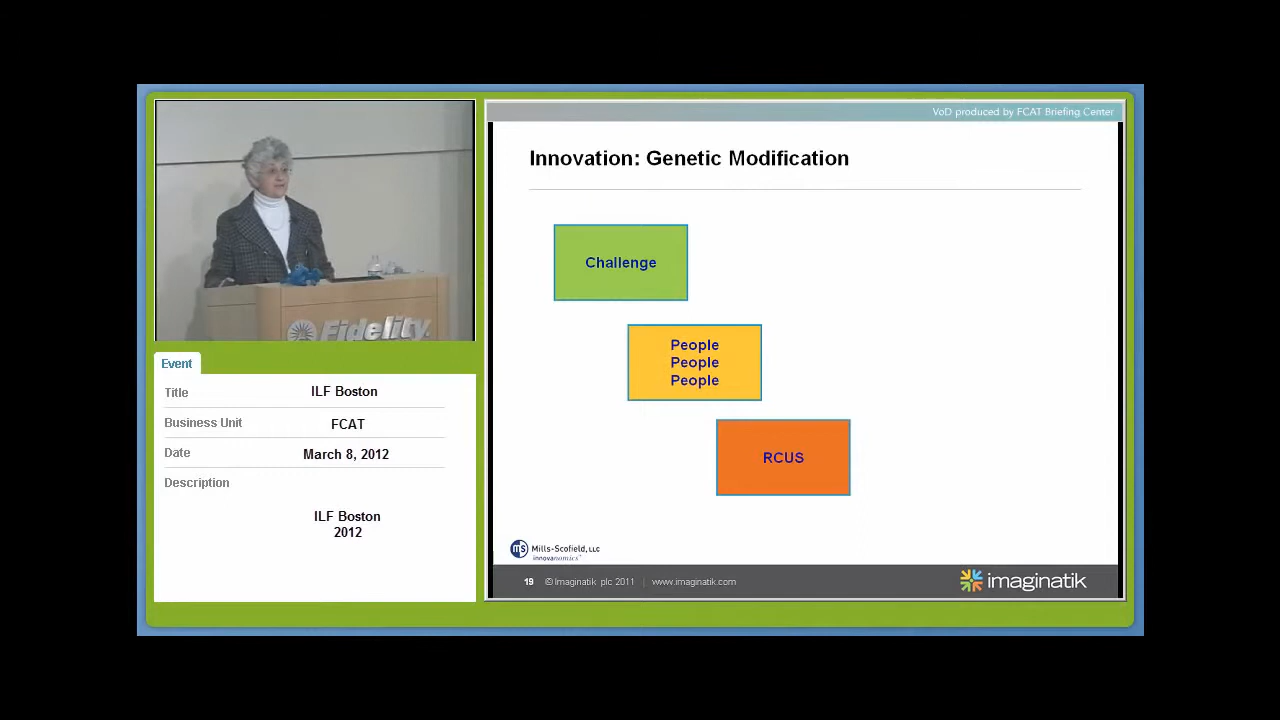 VoD produced by FCAT Briefing Center
Innovation: Genetic Modification
Challenge
People
People
People
RCUS
Fidelity
Event
Title ILF Boston
Business Unit FCAT
Date March 8, 2012
Description
ILF Boston
2012
MS Mills-Scofield, LLC
innovanomics™
19 © Imaginatik plc 2011 | www.imaginatik.com
imaginatik